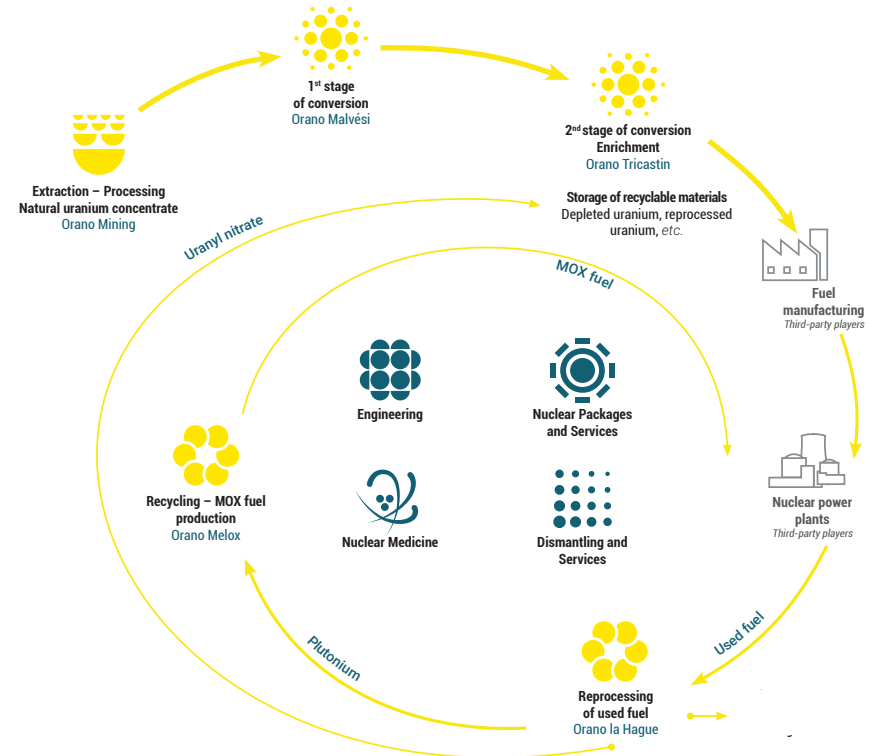 1st stage
of conversion
Orano Malvési
2nd stage of conversion
Enrichment
Orano Tricastin
Extraction – Processing
Natural uranium concentrate
Orano Mining
Storage of recyclable materials
Depleted uranium, reprocessed
uranium, etc.
Uranyl nitrate
MOX fuel
Fuel
manufacturing
Third-party players
Engineering
Nuclear Packages
and Services
Recycling – MOX fuel
production
Orano Melox
Nuclear power
plants
Third-party players
Nuclear Medicine
Dismantling and
Services
Used fuel
Plutonium
Reprocessing
of used fuel
Orano la Hague